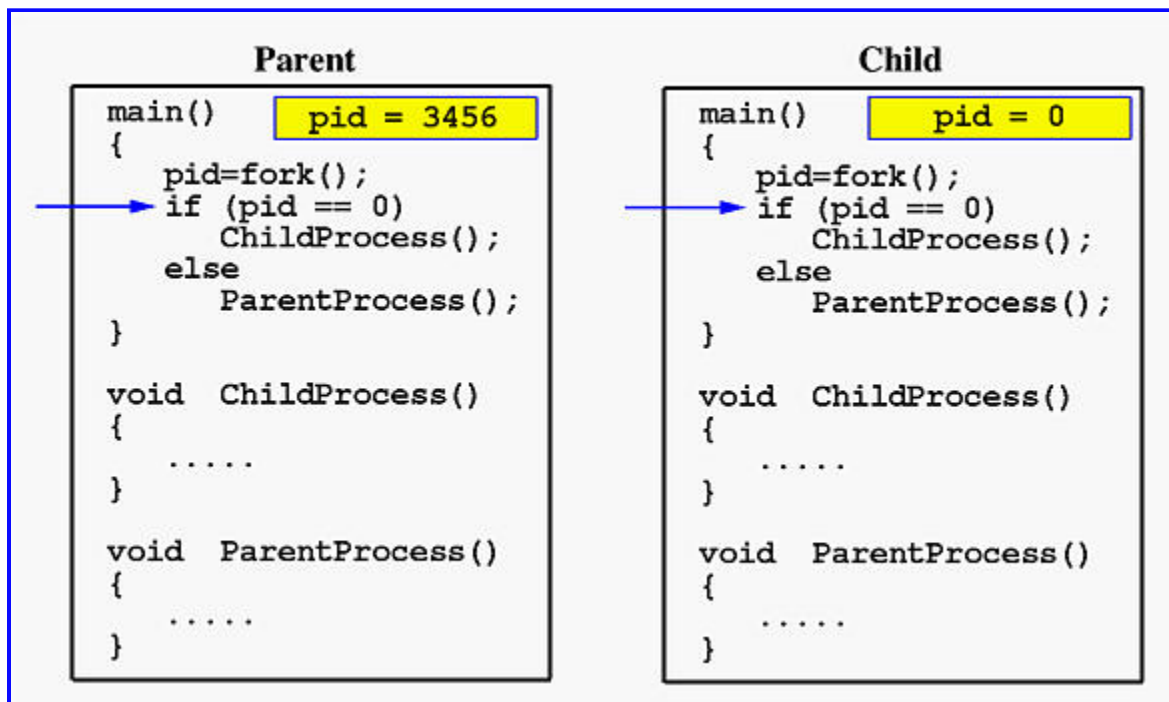 Parent
main()
pid = 3456
{
pid=fork();
if (pid == 0)
ChildProcess();
else
ParentProcess();
}
void ChildProcess()
{
.....
}
void ParentProcess()
{
.....
}
Child
main()
pid = 0
{
pid=fork();
if (pid == 0)
ChildProcess();
else
ParentProcess();
}
void ChildProcess()
{
.....
}
void ParentProcess()
{
.....
}